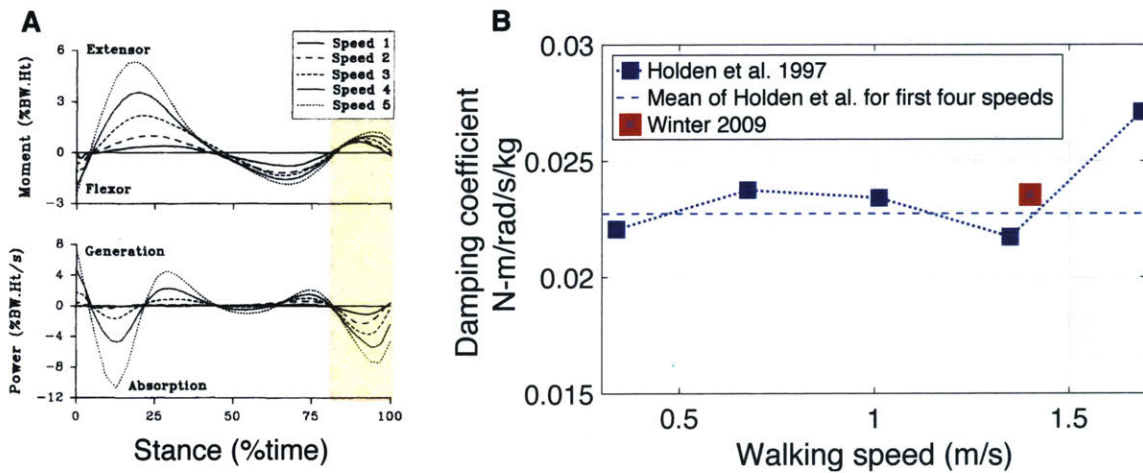 A
Extensor
Speed 1
Speed 2
Speed 3
Speed 4
Speed 5
Moment (%BW.Ht)
6
3
0
-3
Flexor
Power (%BW.Ht/s)
8
4
0
-4
-8
-12
Generation
Absorption
0
25
50
75
100
Stance (%time)
B
Damping coefficient
N-m/rad/s/kg
0.03
0.025
0.02
0.015
Holden et al. 1997
Mean of Holden et al. for first four speeds
Winter 2009
0.5
1
1.5
Walking speed (m/s)